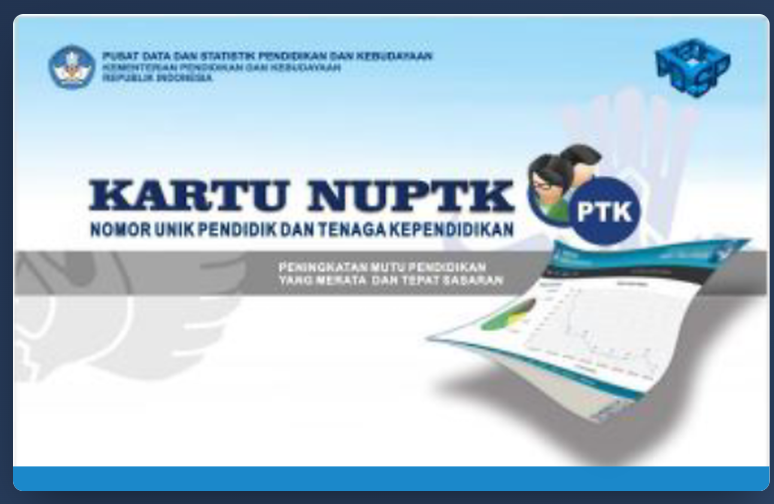 PUSAT DATA DAN STATISTIK PENDIDIKAN DAN KEBUDAYAAN
KEMENTERIAN PENDIDIKAN DAN KEBUDAYAAN
REPUBLIK INDONESIA
PDSP
KARTU NUPTK
PTK
NOMOR UNIK PENDIDIK DAN TENAGA KEPENDIDIKAN
PENINGKATAN MUTU PENDIDIKAN
YANG MERATA DAN TEPAT SASARAN